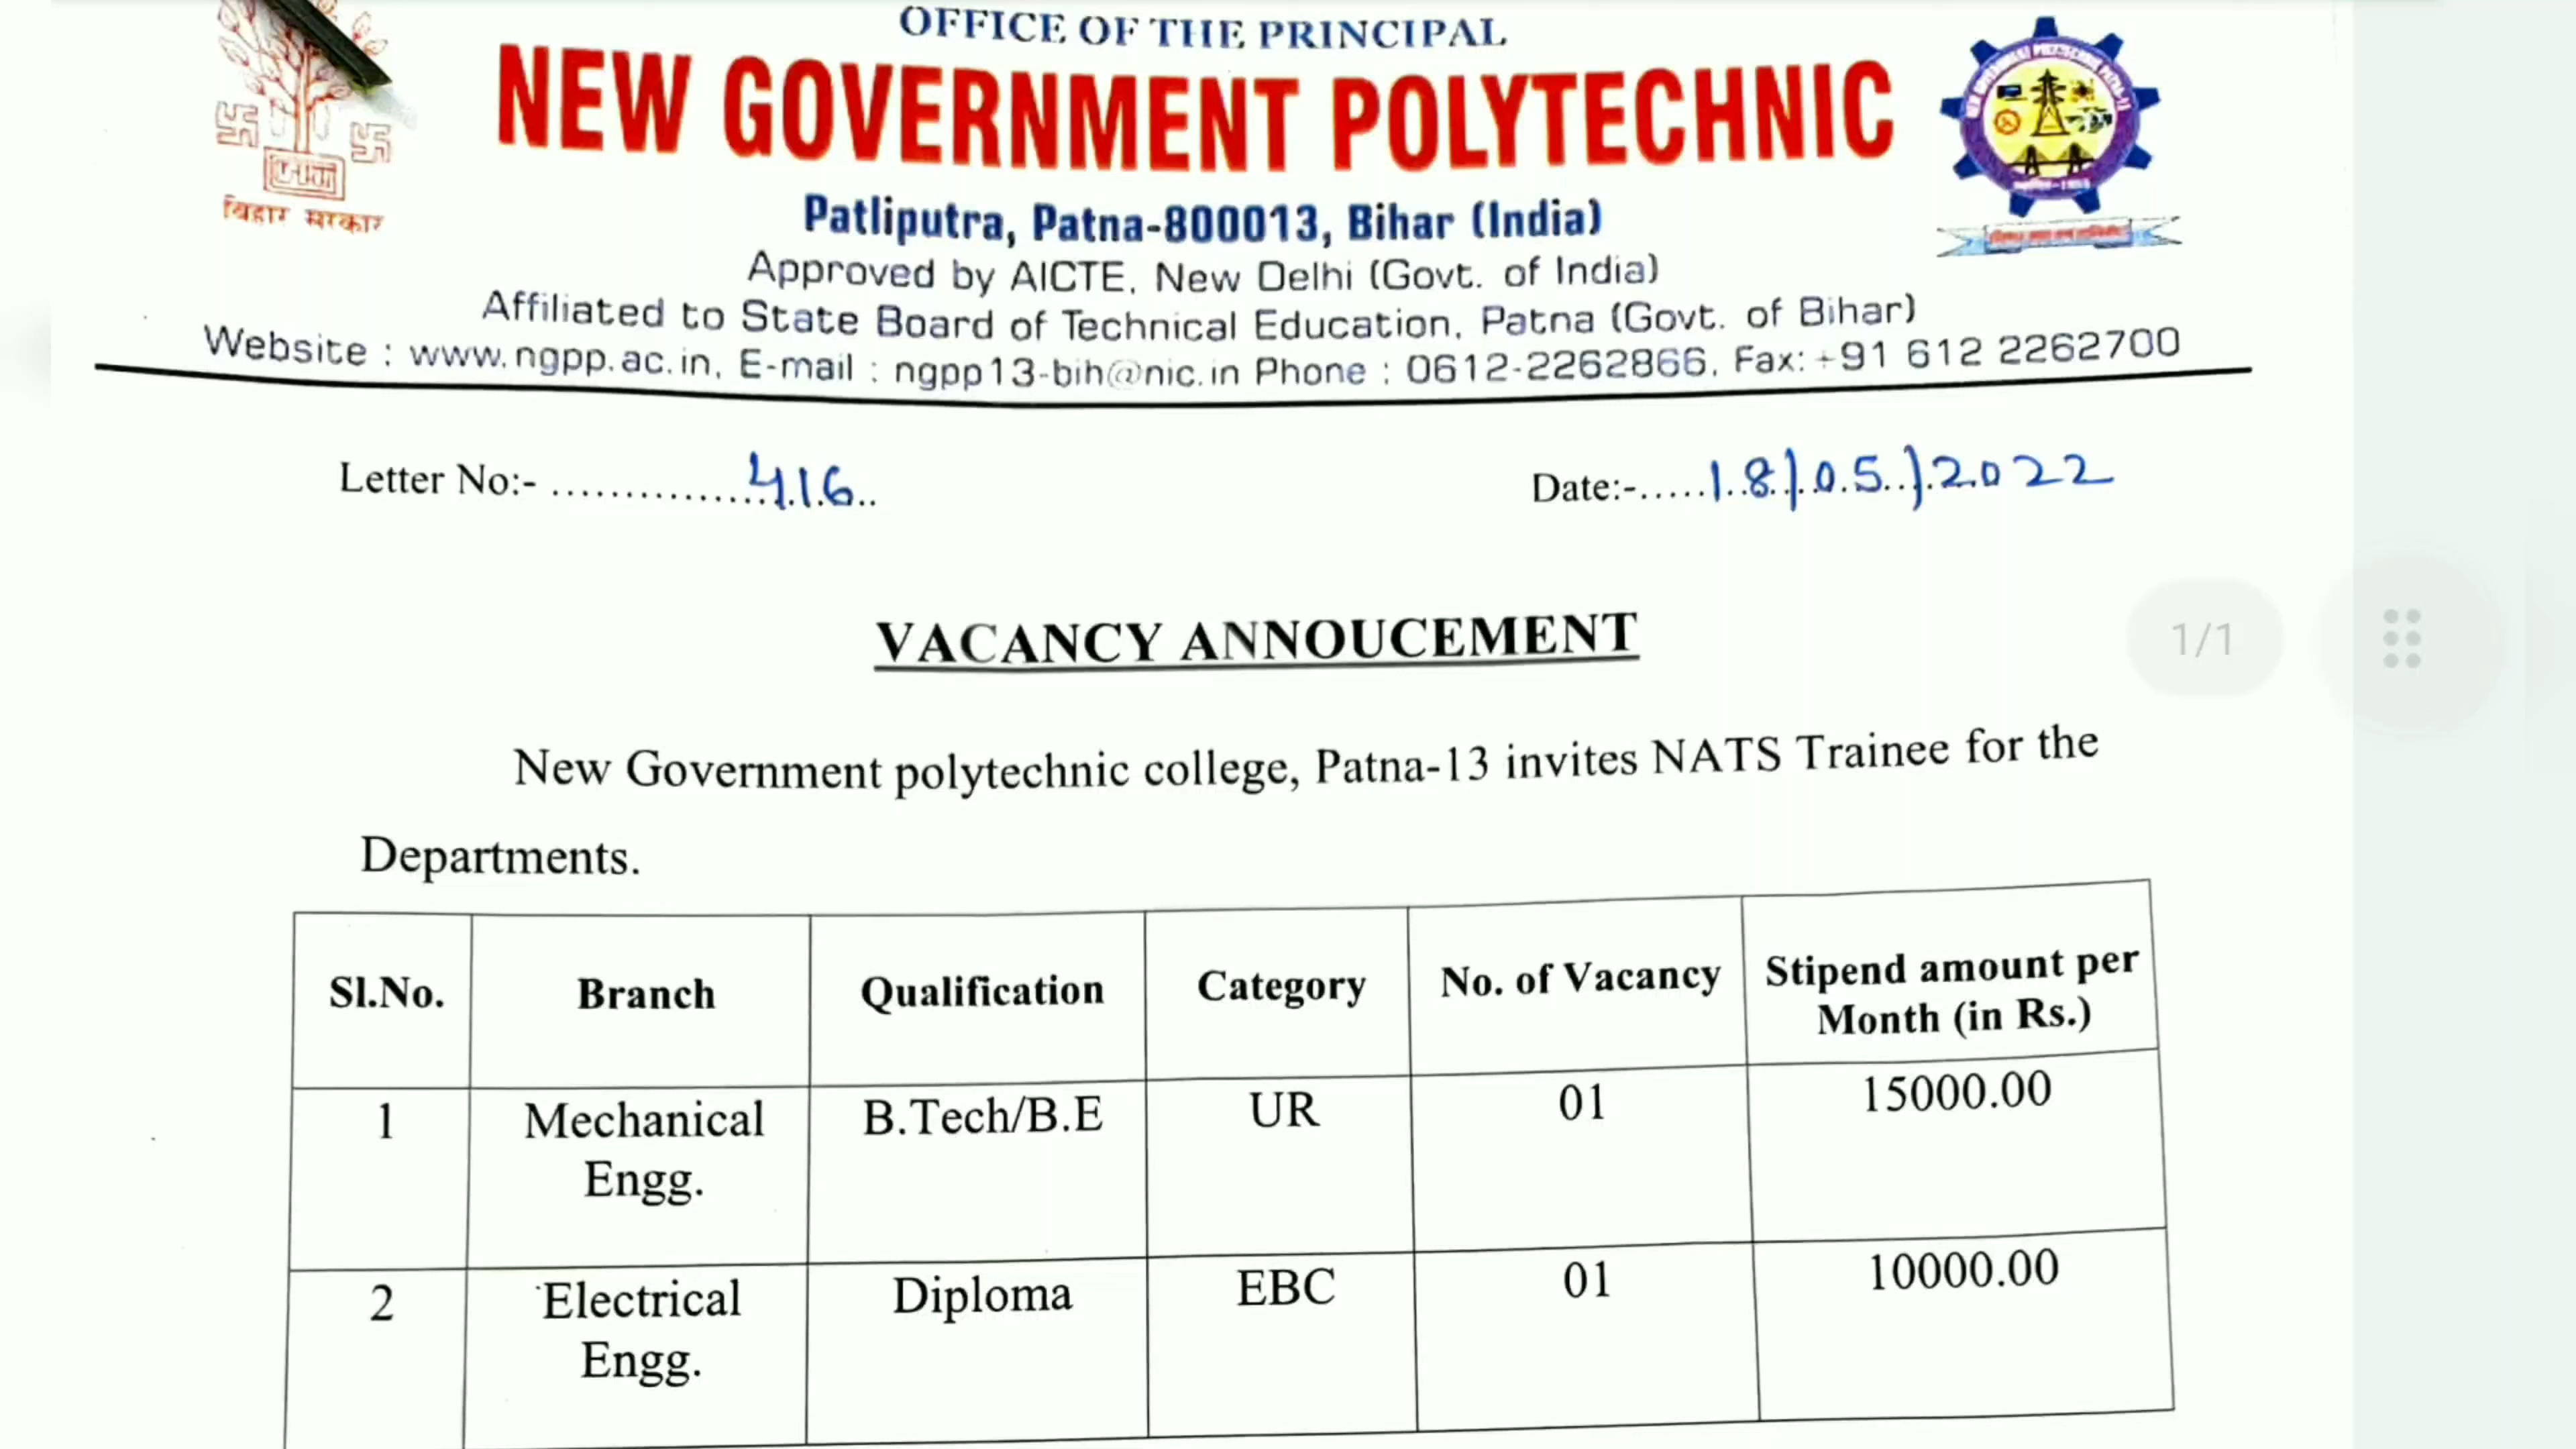 OFFICE OF THE PRINCIPAL
NEW GOVERNMENT POLYTECHNIC
बिहार सरकार
Patliputra, Patna-800013, Bihar (India)
Approved by AICTE, New Delhi (Govt. of India)
Affiliated to State Board of Technical Education, Patna (Govt. of Bihar)
Website : www.ngpp.ac.in, E-mail : ngpp13-bih@nic.in Phone : 0612-2262866, Fax: +91 612 2262700
Letter No:- ...............416.. Date:-.....18/05/2022
VACANCY ANNOUCEMENT
1/1
New Government polytechnic college, Patna-13 invites NATS Trainee for the
Departments.
Sl.No. Branch Qualification Category No. of Vacancy Stipend amount per
Month (in Rs.)
1 Mechanical B.Tech/B.E UR 01 15000.00
Engg.
2 Electrical Diploma EBC 01 10000.00
Engg.